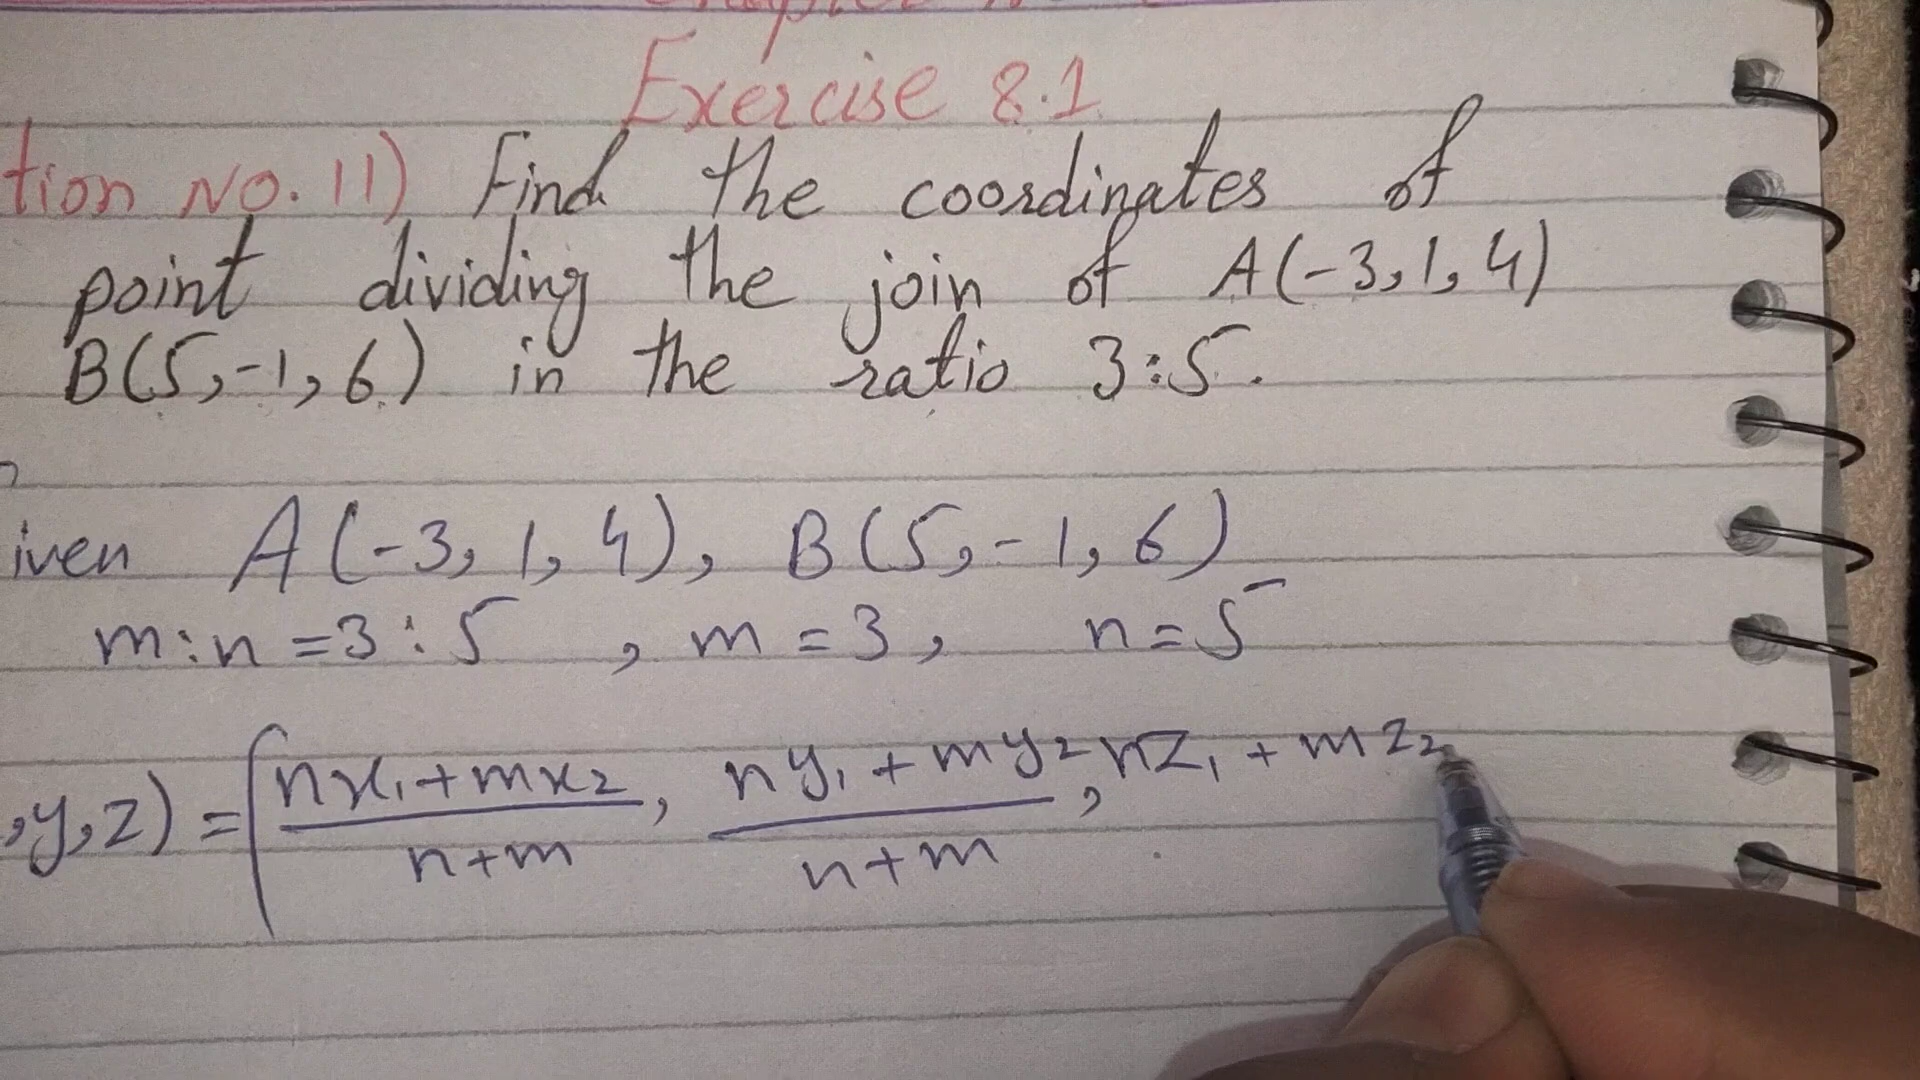 Exercise 8.1
tion No. 11) Find the coordinates of
point dividing the join of A(-3,1,4)
B(5,-1,6) in the ratio 3:5.
iven A(-3,1,4), B(5,-1,6)
m:n=3:5 , m=3, n=5
,y,z) = (nx₁+mx₂/n+m, ny₁+my₂/n+m, nz₁+mz₂